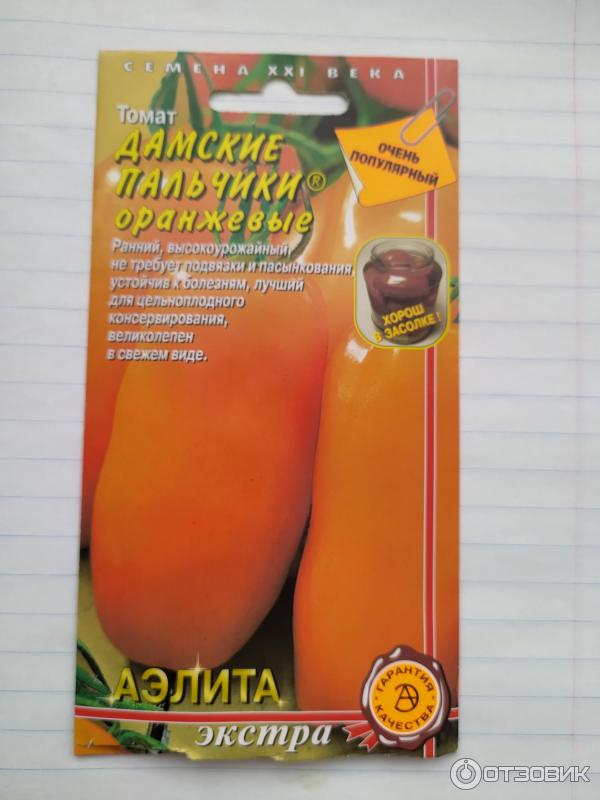 СЕМЕНА XXI ВЕКА
Томат
ДАМСКИЕ
ПАЛЬЧИКИ®
оранжевые
Ранний, высокоурожайный,
не требует подвязки и пасынкования,
устойчив к болезням, лучший
для цельноплодного
консервирования,
великолепен
в свежем виде.
ОЧЕНЬ
ПОПУЛЯРНЫЙ
ХОРОШ
В ЗАСОЛКЕ!
АЭЛИТА
экстра
ГАРАНТИЯ
КАЧЕСТВА
ОТЗОВИК